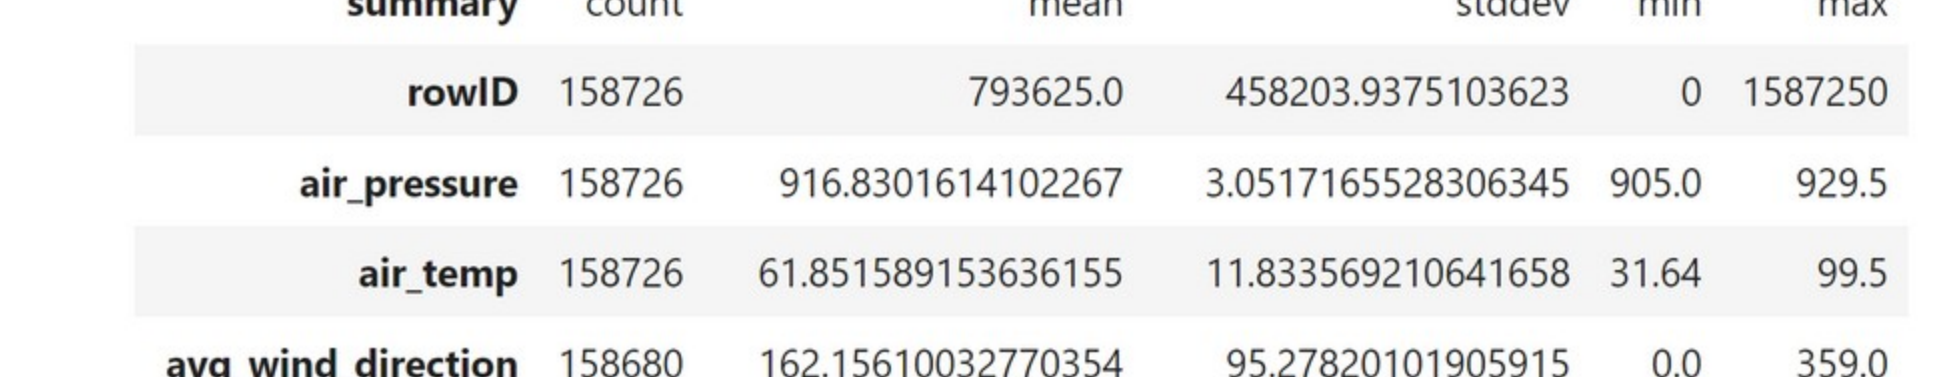 summary count mean stddev min max
rowID 158726 793625.0 458203.9375103623 0 1587250
air_pressure 158726 916.8301614102267 3.0517165528306345 905.0 929.5
air_temp 158726 61.851589153636155 11.833569210641658 31.64 99.5
avg_wind_direction 158680 162.15610032770354 95.27820101905915 0.0 359.0